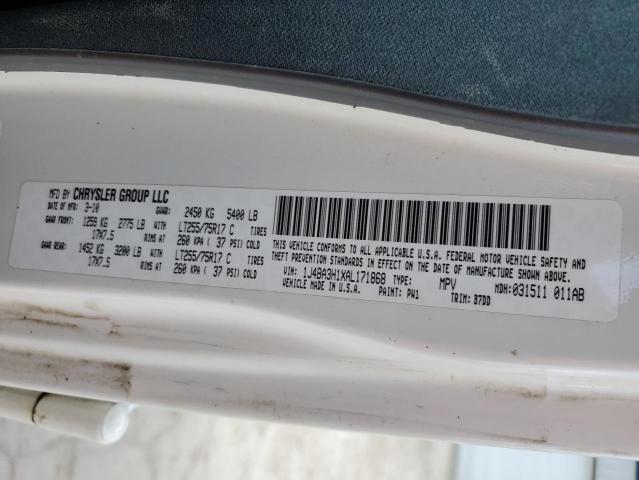 MFD BY CHRYSLER GROUP LLC
DATE OF MFR: 3-10 GVWR: 2450 KG 5400 LB
GAWR FRONT: 1259 KG 2775 LB WITH LT255/75R17 C TIRES
17X7.5 RIMS AT 260 KPA ( 37 PSI) COLD
GAWR REAR: 1452 KG 3200 LB WITH LT255/75R17 C TIRES
17X7.5 RIMS AT 260 KPA ( 37 PSI) COLD
THIS VEHICLE CONFORMS TO ALL APPLICABLE U.S.A. FEDERAL MOTOR VEHICLE SAFETY AND
THEFT PREVENTION STANDARDS IN EFFECT ON THE DATE OF MANUFACTURE SHOWN ABOVE.
VIN: 1J4BA3H1XAL171868 TYPE: MPV MDH: 031511 011AB
VEHICLE MADE IN U.S.A. PAINT: PW1 TRIM: B7DD